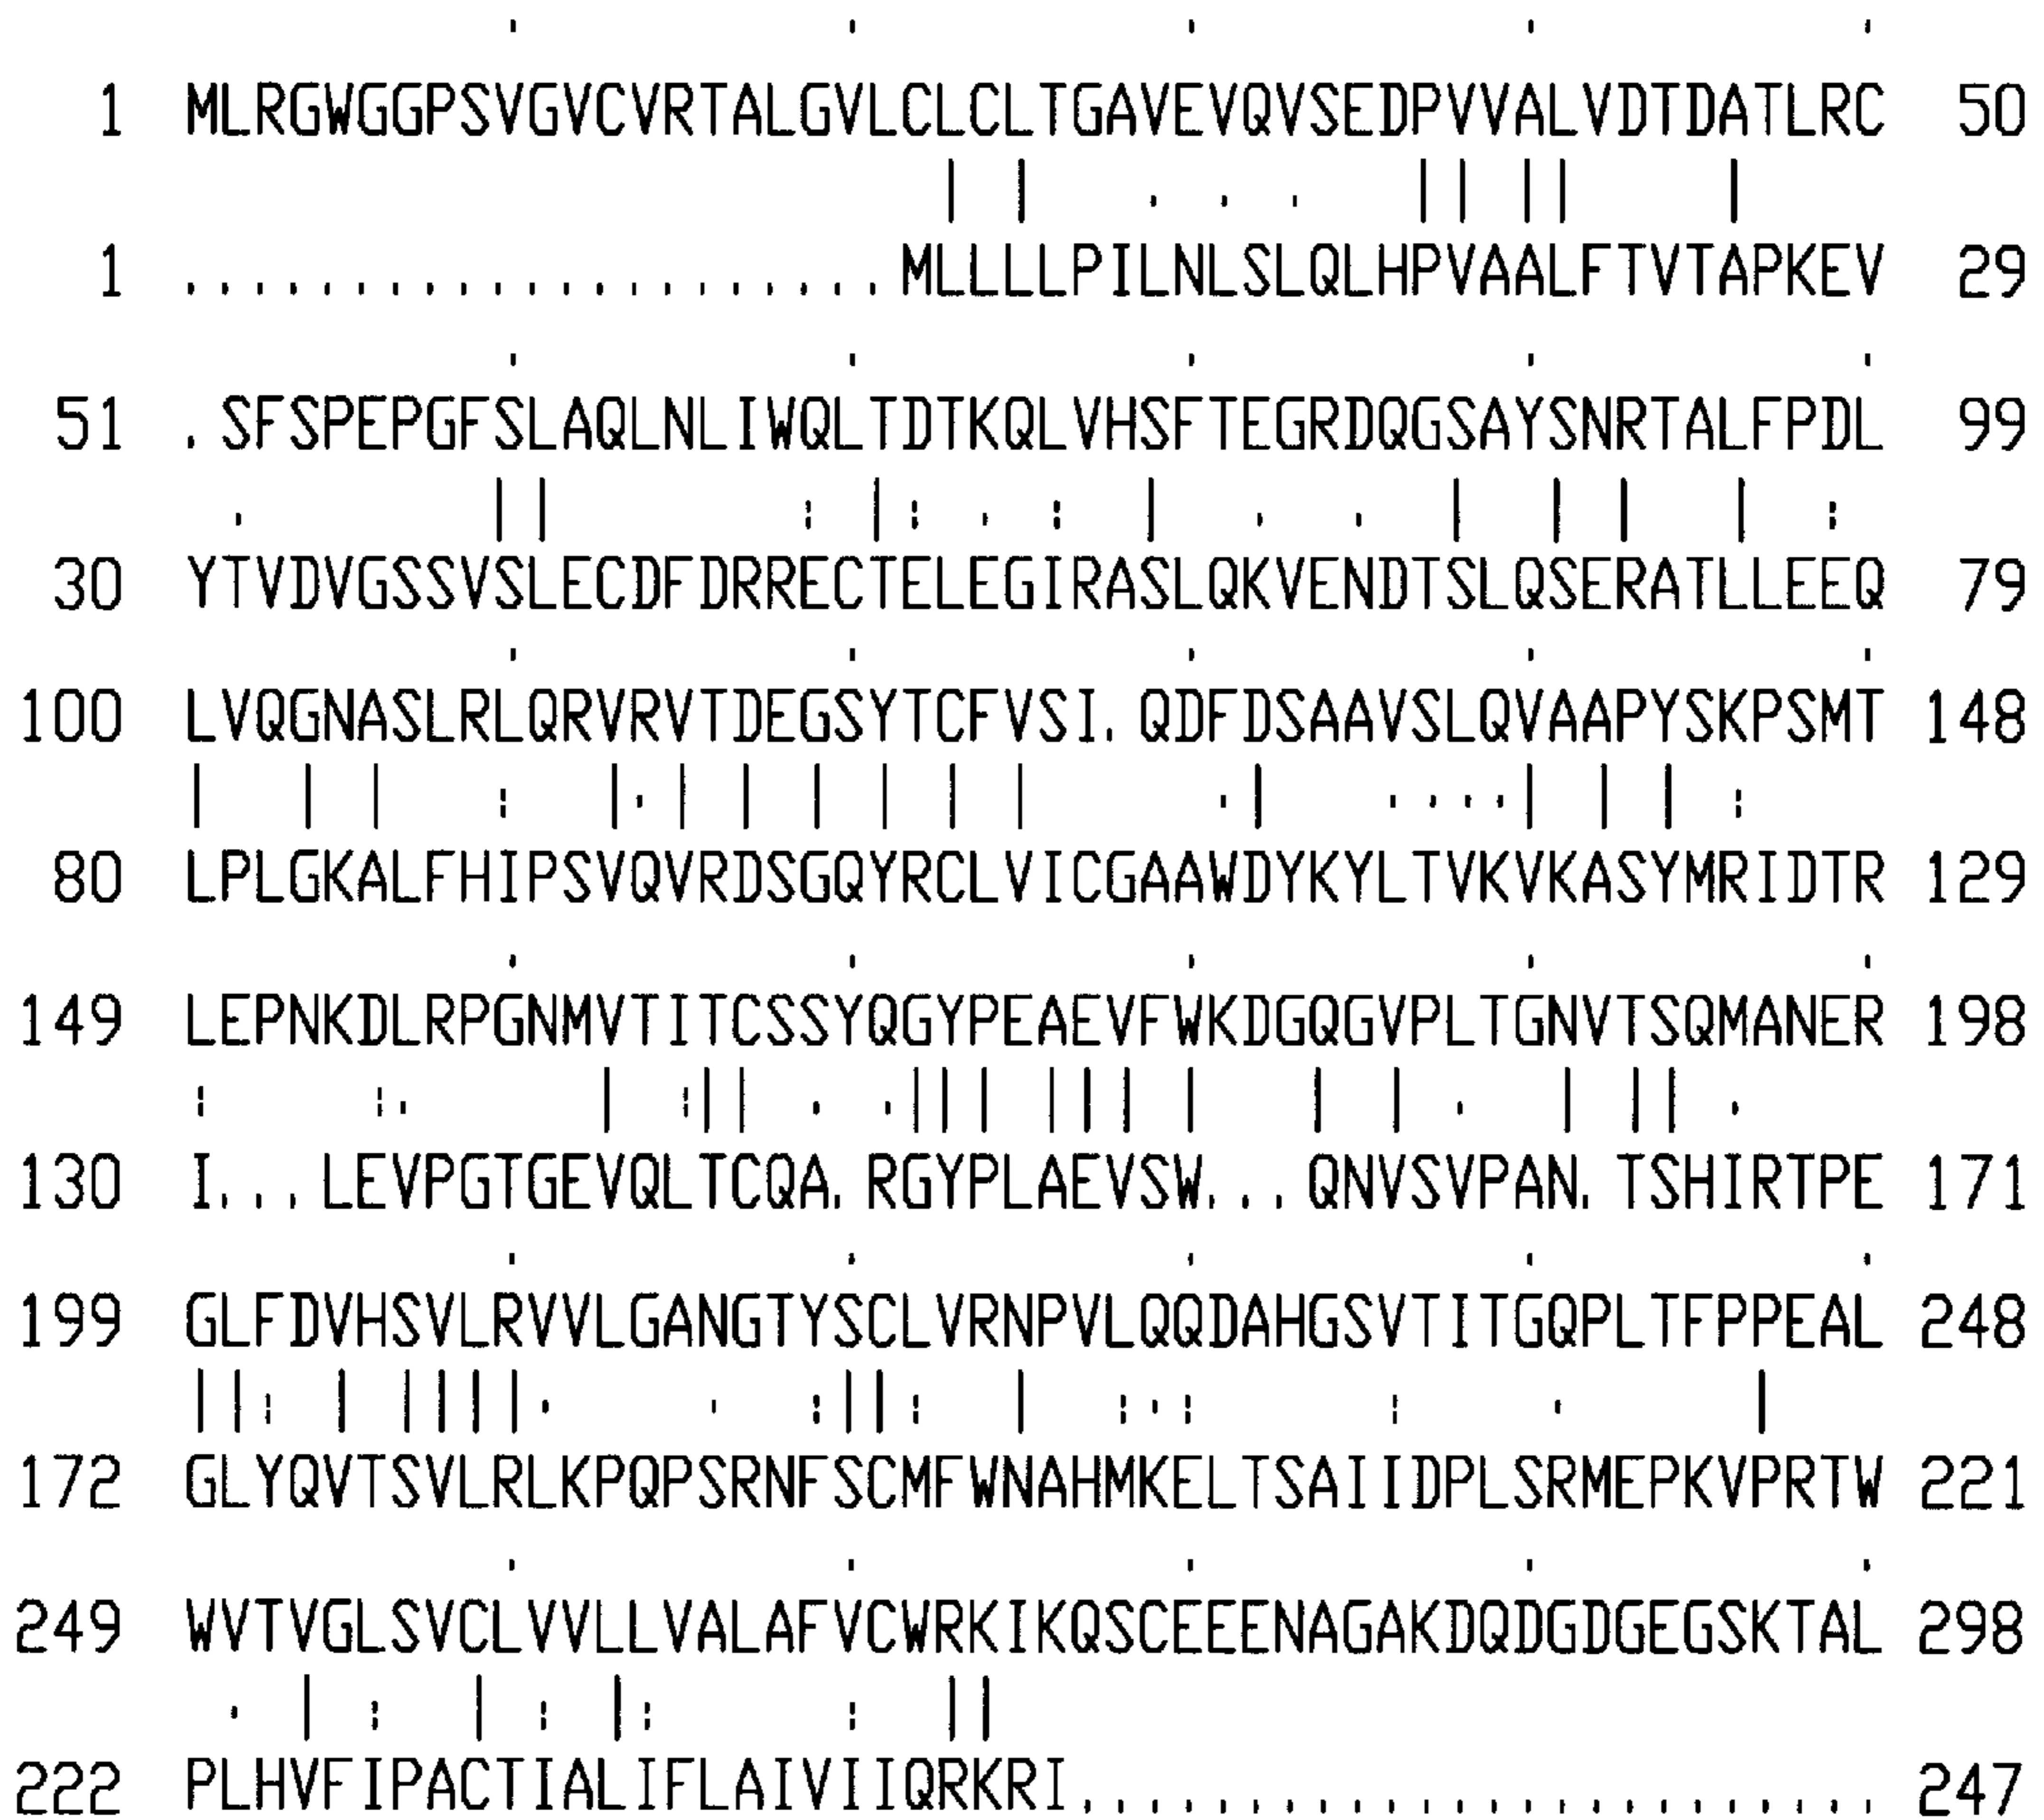 1 MLRGWGGPSVGVCVRTALGVLCLCLTGAVEVQVSEDPVVALVDTDATLRC 50
1 .....................MLLLLPILNLSLQLHPVAALFTVTAPKEV 29
51 .SFSPEPGFSLAQLNLIWQLTDTKQLVHSFTEGRDQGSAYSNRTALFPDL 99
30 YTVDVGSSVSLECDFDRRECTELEGIRASLQKVENDTSLQSERATLLEEQ 79
100 LVQGNASLRLQRVRVTDEGSYTCFVSI.QDFDSAAVSLQVAAPYSKPSMT 148
80 LPLGKALFHIPSVQVRDSGQYRCLVICGAAWDYKYLTVKVKASYMRIDTR 129
149 LEPNKDLRPGNMVTITCSSYQGYPEAEVFWKDGQGVPLTGNVTSQMANER 198
130 I...LEVPGTGEVQLTCQA.RGYPLAEVSW...QNVSVPAN.TSHIRTPE 171
199 GLFDVHSVLRVVLGANGTYSCLVRNPVLQQDAHGSVTITGQPLTFPPEAL 248
172 GLYQVTSVLRLKPQPSRNFSCMFWNAHMKELTSAIIDPLSRMEPKVPRTW 221
249 WVTVGLSVCLVVLLVALAFVCWRKIKQSCEEENAGAKDQDGDGEGSKTAL 298
222 PLHVFIPACTIALIFLAIVIIQRKRI........................ 247